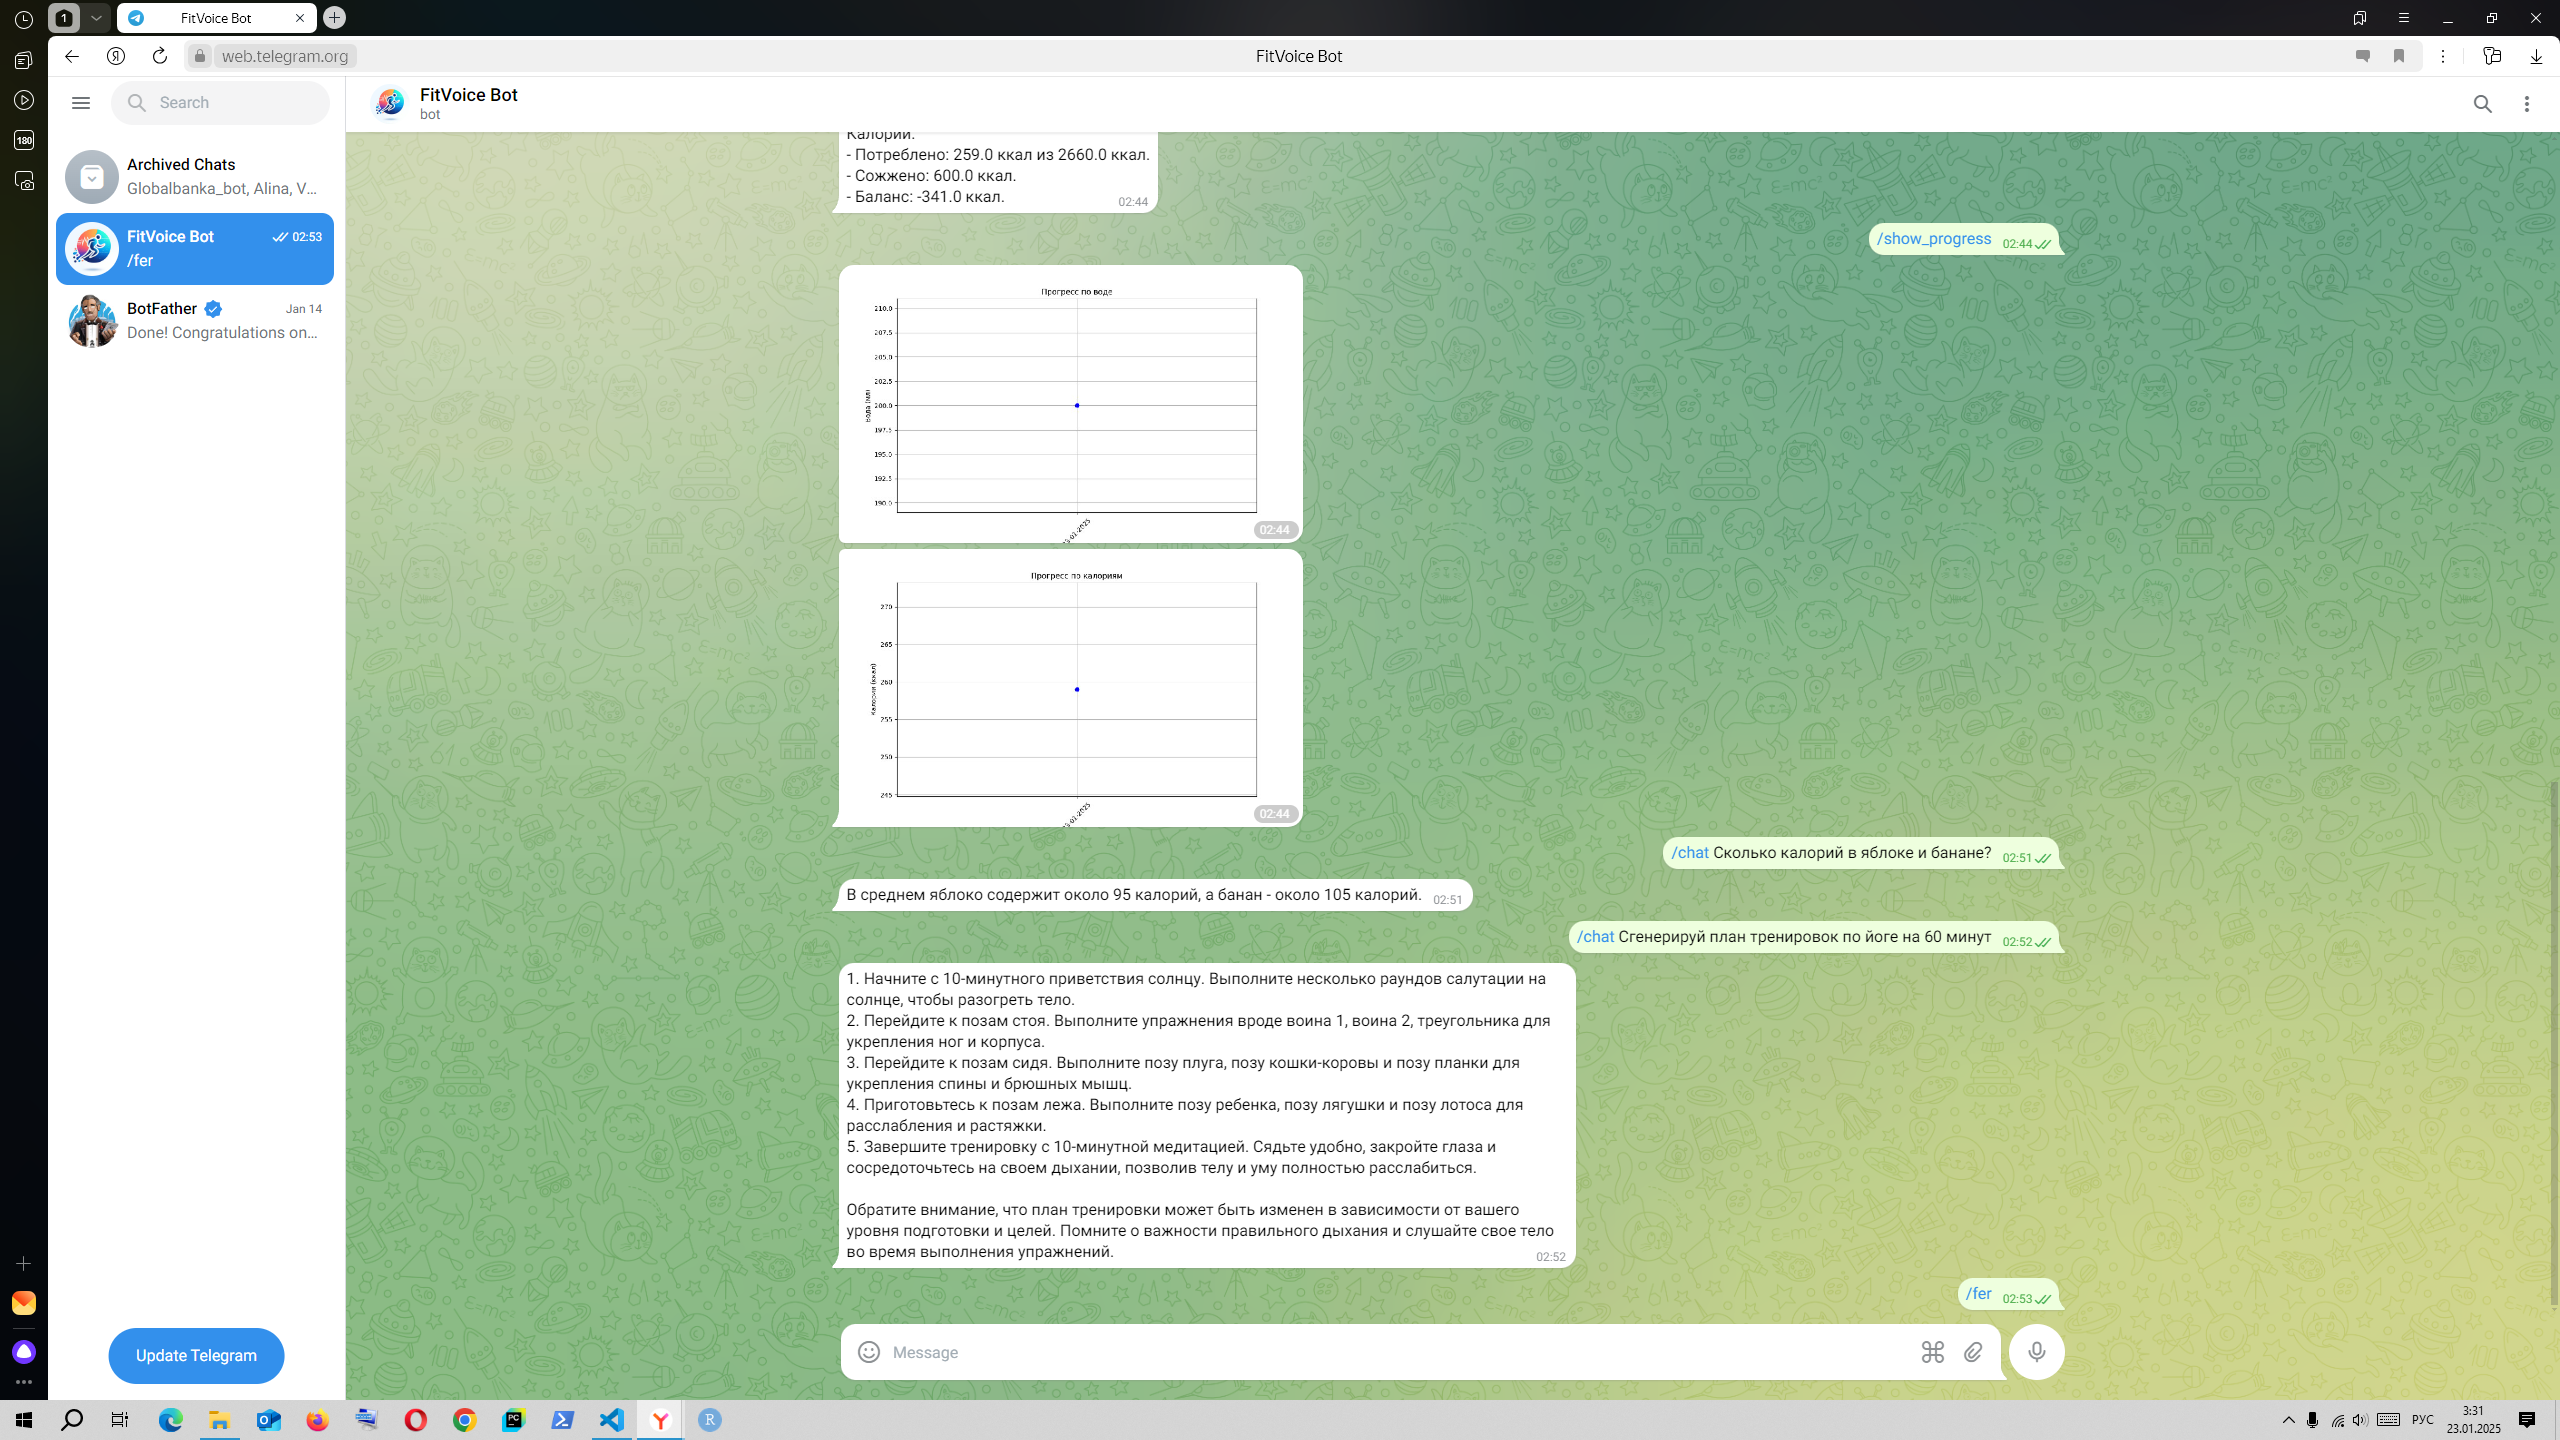 1
FitVoice Bot
web.telegram.org
FitVoice Bot
180
Search
Archived Chats
Globalbanka_bot, Alina, V...
FitVoice Bot
02:53
/fer
BotFather
Jan 14
Done! Congratulations on...
Update Telegram
FitVoice Bot
bot
Калории:
- Потреблено: 259.0 ккал из 2660.0 ккал.
- Сожжено: 600.0 ккал.
- Баланс: -341.0 ккал.
02:44
/show_progress 02:44
Прогресс по воде
210.0
207.5
205.0
202.5
200.0
197.5
195.0
192.5
190.0
Вода (мл)
02:44
Прогресс по калориям
270
265
260
255
250
245
Калории (ккал)
02:44
/chat Сколько калорий в яблоке и банане? 02:51
В среднем яблоко содержит около 95 калорий, а банан - около 105 калорий. 02:51
/chat Сгенерируй план тренировок по йоге на 60 минут 02:52
1. Начните с 10-минутного приветствия солнцу. Выполните несколько раундов салутации на
солнце, чтобы разогреть тело.
2. Перейдите к позам стоя. Выполните упражнения вроде воина 1, воина 2, треугольника для
укрепления ног и корпуса.
3. Перейдите к позам сидя. Выполните позу плуга, позу кошки-коровы и позу планки для
укрепления спины и брюшных мышц.
4. Приготовьтесь к позам лежа. Выполните позу ребенка, позу лягушки и позу лотоса для
расслабления и растяжки.
5. Завершите тренировку с 10-минутной медитацией. Сядьте удобно, закройте глаза и
сосредоточьтесь на своем дыхании, позволив телу и уму полностью расслабиться.
Обратите внимание, что план тренировки может быть изменен в зависимости от вашего
уровня подготовки и целей. Помните о важности правильного дыхания и слушайте свое тело
во время выполнения упражнений.
02:52
/fer 02:53
Message
РУС
3:31
23.01.2025